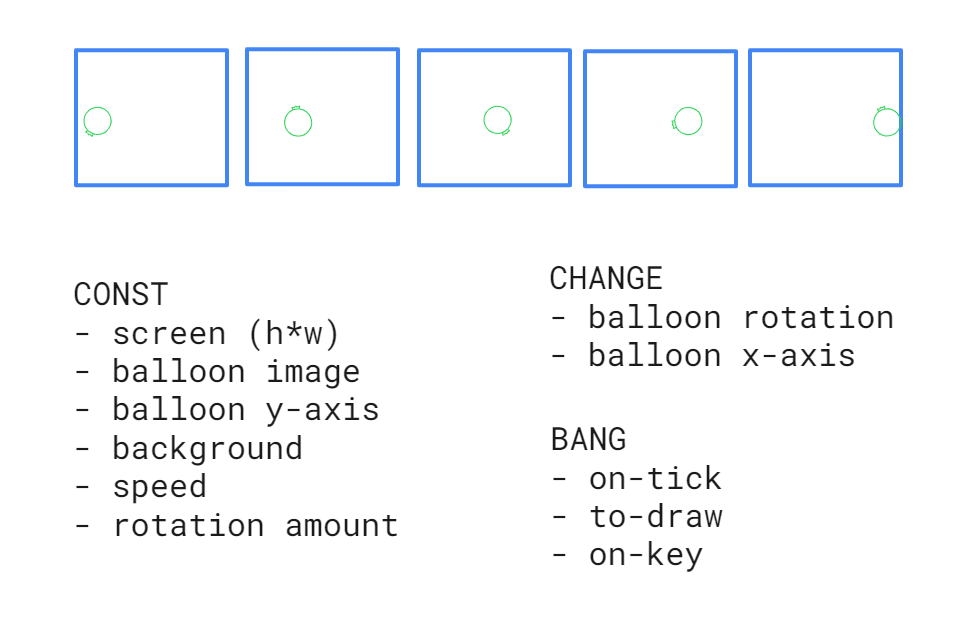 CONST
- screen (h*w)
- balloon image
- balloon y-axis
- background
- speed
- rotation amount
CHANGE
- balloon rotation
- balloon x-axis
BANG
- on-tick
- to-draw
- on-key